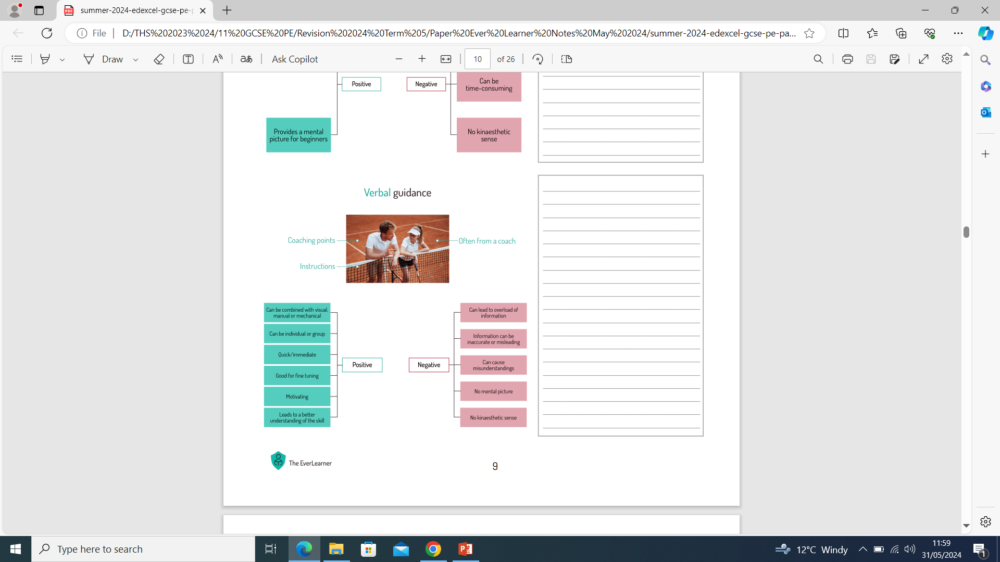 summer-2024-edexcel-gcse-pe-p
File
D:/THS%202023%2024/11%20GCSE%20PE/Revision%202024%20Term%205/Paper%20Ever%20Learner%20Notes%20May%202024/summer-2024-edexcel-gcse-pe-pa...
Draw
Ask Copilot
10
of 26
Positive
Negative
Can be
time-consuming
Provides a mental
picture for beginners
No kinaesthetic
sense
Verbal guidance
Coaching points
Often from a coach
Instructions
Can be combined with visual,
manual or mechanical
Can be individual or group
Quick/immediate
Good for fine tuning
Motivating
Leads to a better
understanding of the skill
Positive
Negative
Can lead to overload of
information
Information can be
inaccurate or misleading
Can cause
misunderstandings
No mental picture
No kinaesthetic sense
The EverLearner
9
Type here to search
12°C Windy
11:59
31/05/2024
1